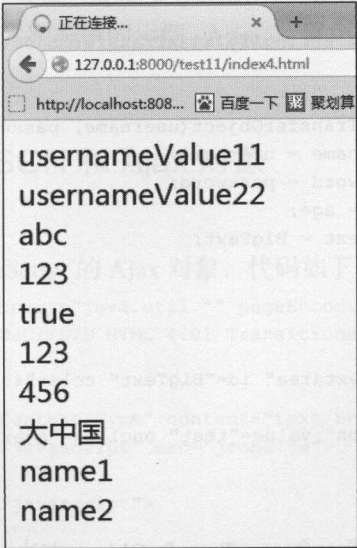 正在连接...
127.0.0.1:8000/test11/index4.html
http://localhost:808... 百度一下 聚划算
usernameValue11
usernameValue22
abc
123
true
123
456
大中国
name1
name2